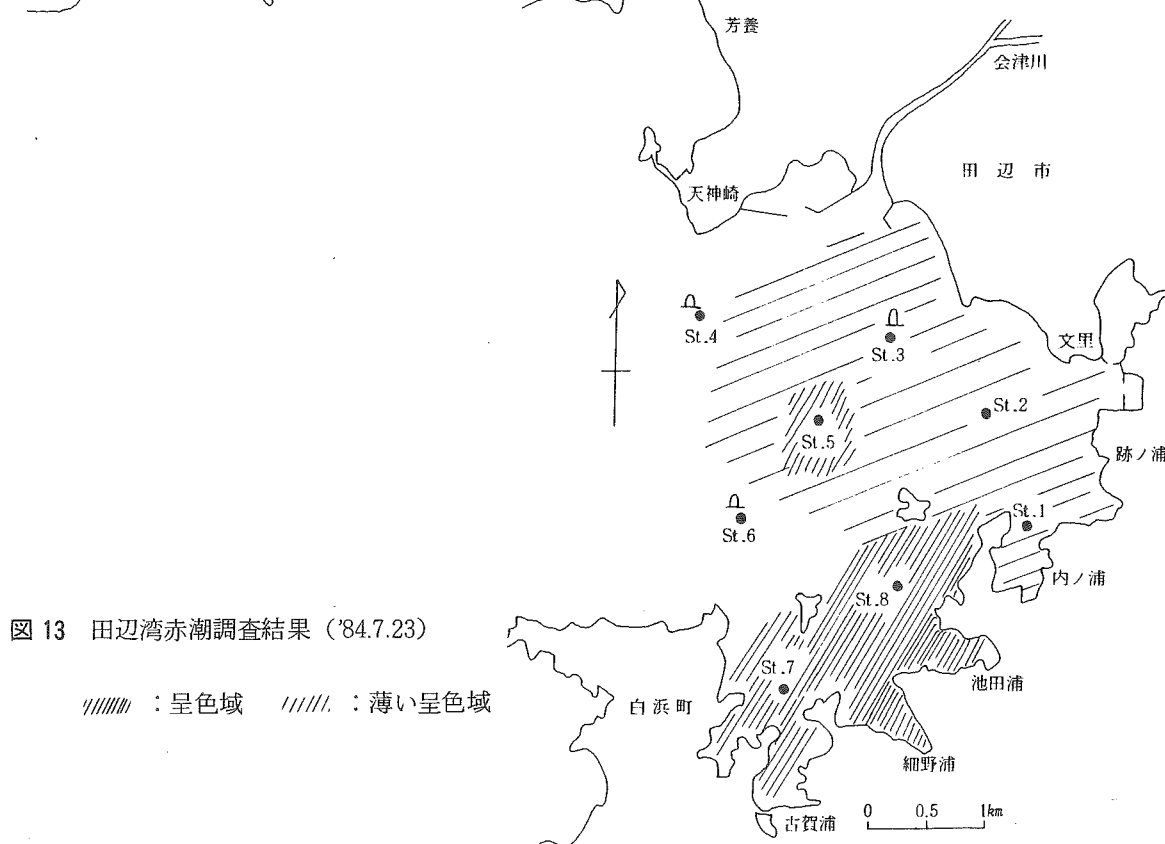 芳養
会津川
田辺市
天神崎
St.4
St.3
文里
St.2
St.5
跡ノ浦
St.1
St.6
内ノ浦
St.8
図13 田辺湾赤潮調査結果('84.7.23)
St.7
池田浦
:呈色域 :薄い呈色域
白浜町
細野浦
0 0.5 1km
古賀浦